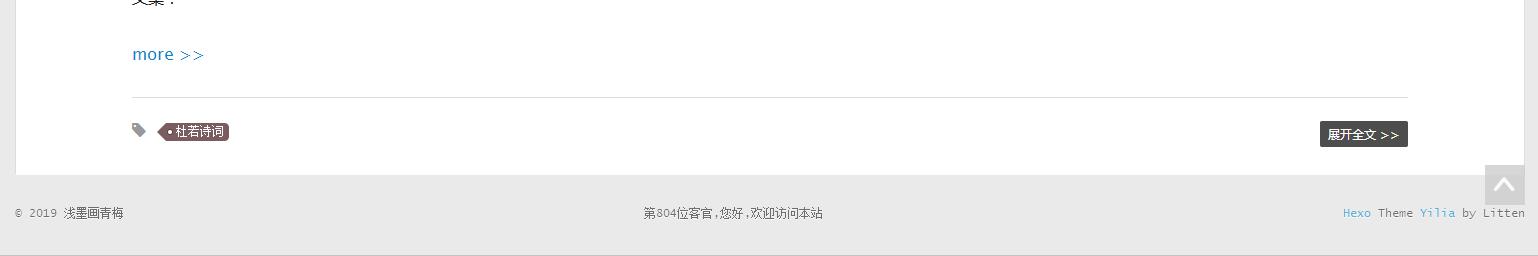 more >>
杜若诗词
展开全文 >>
© 2019 浅墨画青梅
第804位客官,您好,欢迎访问本站
Hexo Theme Yilia by Litten